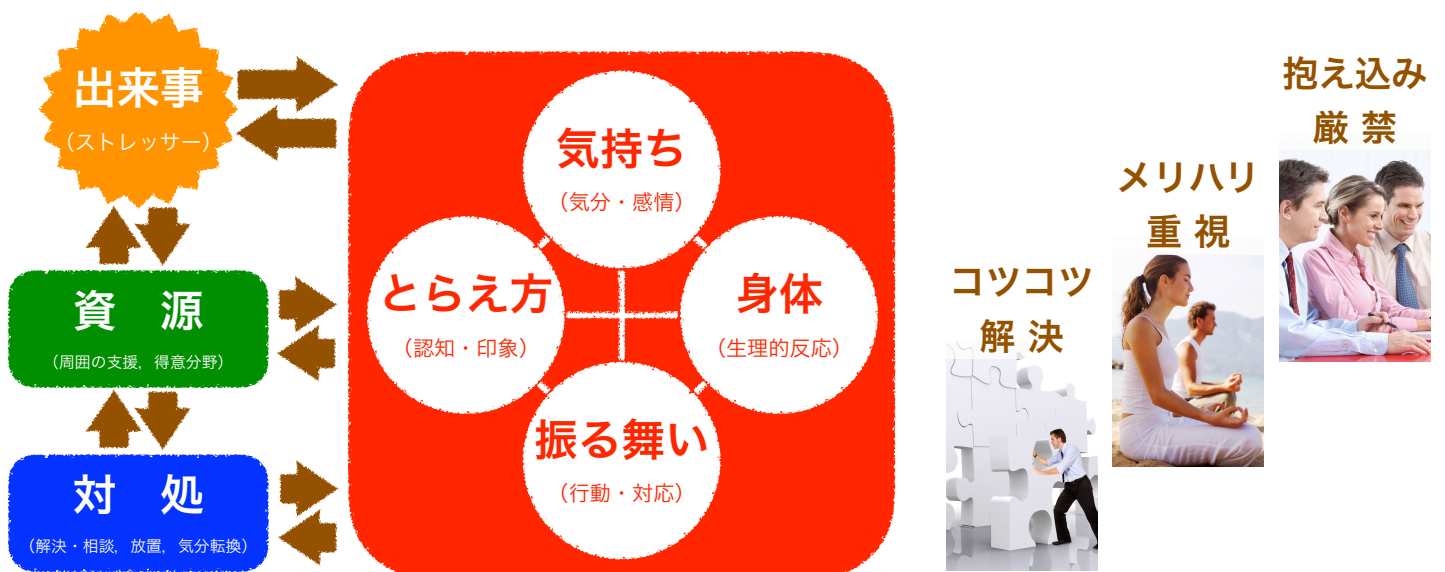 出来事
（ストレッサー）
資　源
（周囲の支援，得意分野）
対　処
（解決・相談，放置，気分転換）
気持ち
（気分・感情）
とらえ方
（認知・印象）
身体
（生理的反応）
振る舞い
（行動・対応）
コツコツ
解 決
メリハリ
重 視
抱え込み
厳 禁